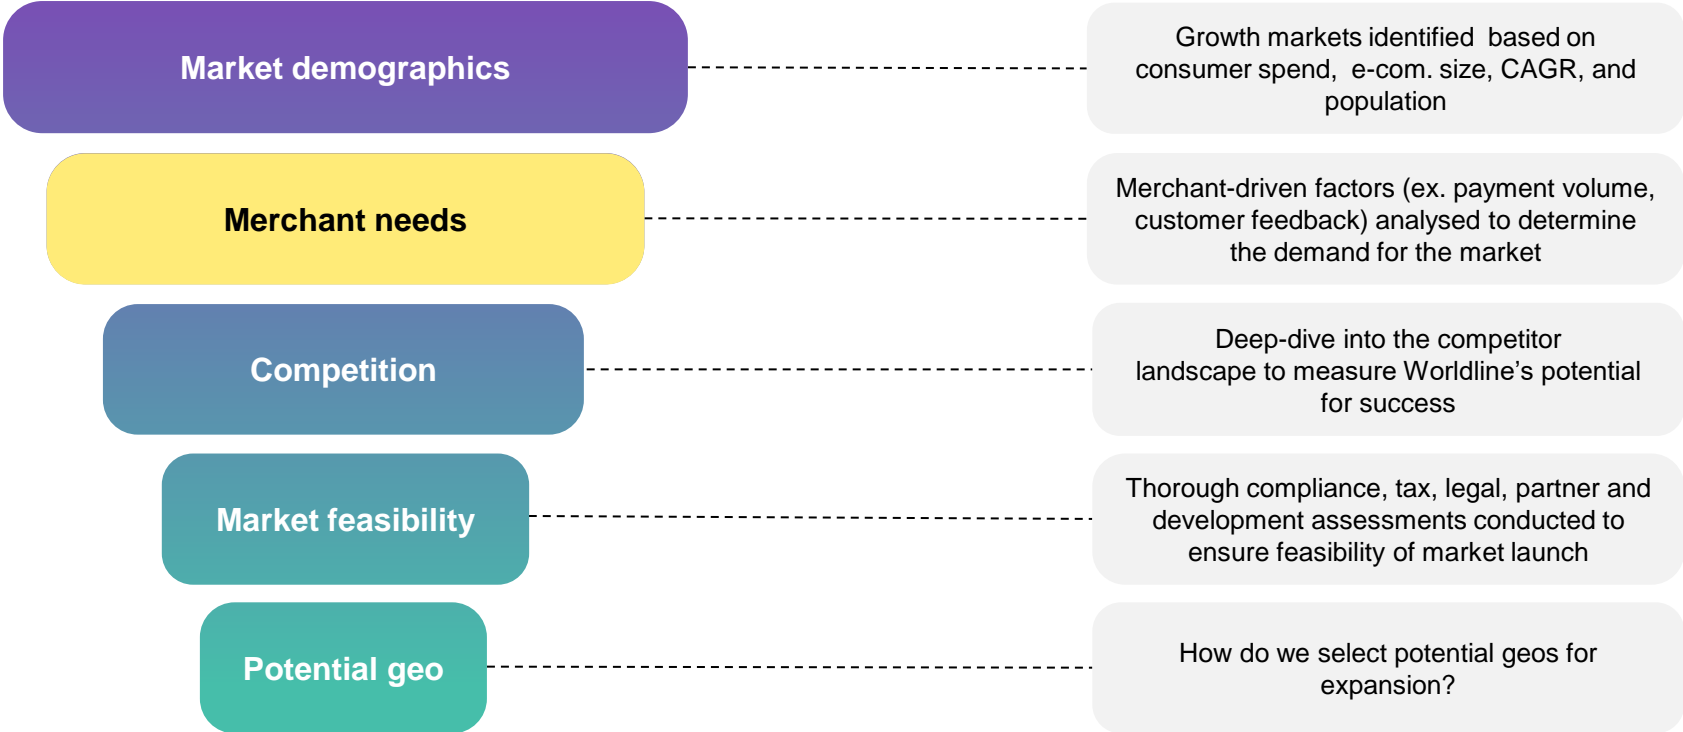 Market demographics
Growth markets identified  based on
consumer spend,  e-com. size, CAGR, and
population
Merchant needs
Merchant-driven factors (ex. payment volume,
customer feedback) analysed to determine
the demand for the market
Competition
Deep-dive into the competitor
landscape to measure Worldline’s potential
for success
Market feasibility
Thorough compliance, tax, legal, partner and
development assessments conducted to
ensure feasibility of market launch
Potential geo
How do we select potential geos for
expansion?